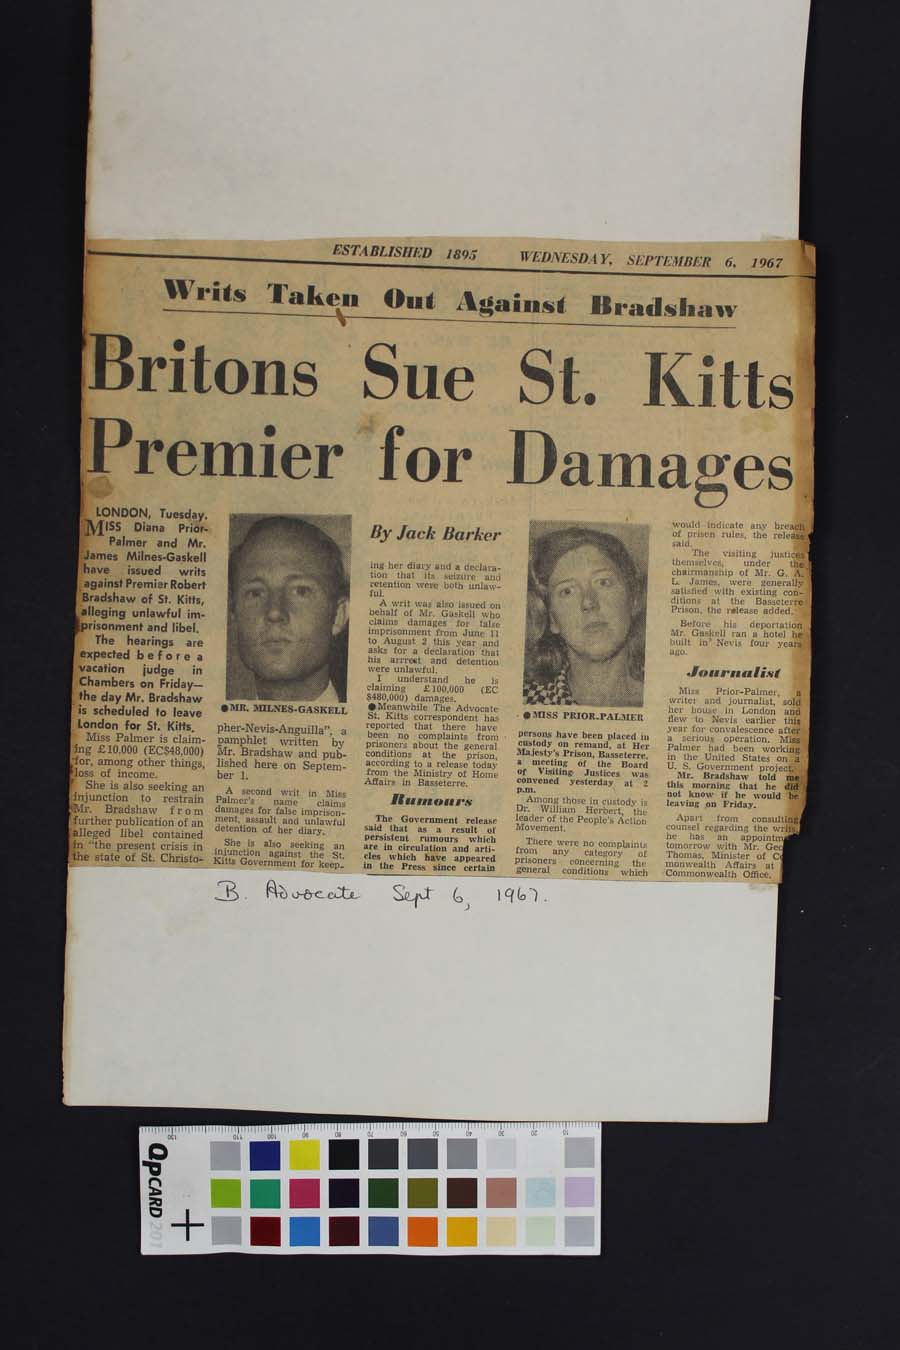 ESTABLISHED 1895 WEDNESDAY, SEPTEMBER 6, 1967
Writs Taken Out Against Bradshaw
Britons Sue St. Kitts
Premier for Damages
LONDON, Tuesday.
MISS Diana Prior-
Palmer and Mr.
James Milnes-Gaskell
have issued writs
against Premier Robert
Bradshaw of St. Kitts,
alleging unlawful im-
prisonment and libel.
The hearings are
expected before a
vacation judge in
Chambers on Friday—
the day Mr. Bradshaw
is scheduled to leave
London for St. Kitts.
Miss Palmer is claim-
ing £10,000 (EC$48,000)
for, among other things,
loss of income.
She is also seeking an
injunction to restrain
Mr. Bradshaw from
further publication of an
alleged libel contained
in "the present crisis in
the state of St. Christo-
●MR. MILNES-GASKELL
pher-Nevis-Anguilla", a
pamphlet written by
Mr. Bradshaw and pub-
lished here on Septem-
ber 1.
A second writ in Miss
Palmer's name claims
damages for false imprison-
ment, assault and unlawful
detention of her diary.
She is also seeking an
injunction against the St.
Kitts Government for keep-
By Jack Barker
ing her diary and a declara-
tion that its seizure and
retention were both unlaw-
ful.
A writ was also issued on
behalf of Mr. Gaskell who
claims damages for false
imprisonment from June 11
to August 2 this year and
asks for a declaration that
his arrrest and detention
were unlawful.
I understand he is
claiming £100,000 (EC
$480,000) damages.
●Meanwhile The Advocate
St. Kitts correspondent has
reported that there have
been no complaints from
prisoners about the general
conditions at the prison,
according to a release today
from the Ministry of Home
Affairs in Basseterre.
Rumours
The Government release
said that as a result of
persistent rumours which
are in circulation and arti-
cles which have appeared
in the Press since certain
●MISS PRIOR-PALMER
persons have been placed in
custody on remand, at Her
Majesty's Prison, Basseterre,
a meeting of the Board
of Visiting Justices was
convened yesterday at 2
p.m.
Among those in custody is
Dr. William Herbert, the
leader of the People's Action
Movement.
There were no complaints
from any category of
prisoners concerning the
general conditions which
would indicate any breach
of prison rules, the release
said.
The visiting justices
themselves, under the
chairmanship of Mr. G. A.
L. James, were generally
satisfied with existing con-
ditions at the Basseterre
Prison, the release added.
Before his deportation
Mr. Gaskell ran a hotel he
built in Nevis four years
ago.
Journalist
Miss Prior-Palmer, a
writer and journalist, sold
her house in London and
flew to Nevis earlier this
year for convalescence after
a serious operation. Miss
Palmer had been working
in the United States on a
U. S. Government project.
Mr. Bradshaw told me
this morning that he did
not know if he would be
leaving on Friday.
Apart from consulting
counsel regarding the writs,
he has an appointm
tomorrow with Mr. Geo
Thomas, Minister of Co
monwealth Affairs at
Commonwealth Office.
B. Advocate Sept 6, 1967.
130 110 100 90 80 70 60 50 40 30 20 10
QPCARD 201